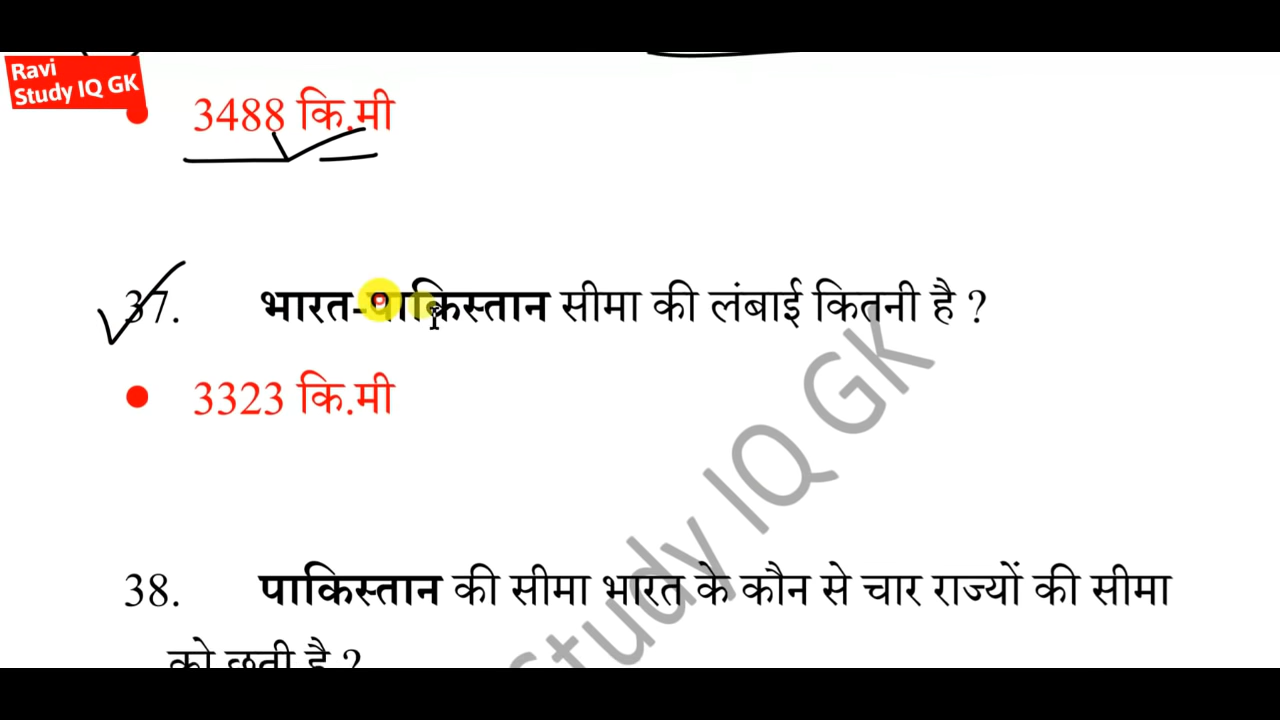 Ravi
Study IQ GK
3488 कि.मी
37. भारत-पाकिस्तान सीमा की लंबाई कितनी है ?
3323 कि.मी
38. पाकिस्तान की सीमा भारत के कौन से चार राज्यों की सीमा
को छूती है ?
Study IQ GK